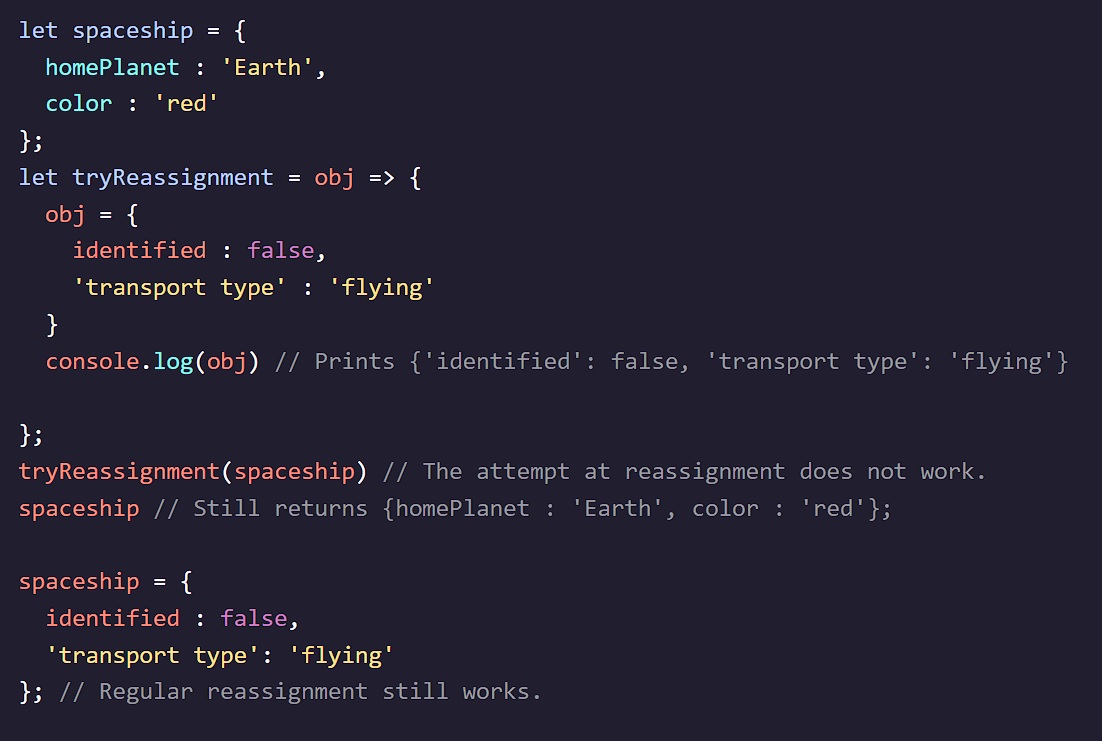 let spaceship = {
  homePlanet : 'Earth',
  color : 'red'
};
let tryReassignment = obj => {
  obj = {
    identified : false,
    'transport type' : 'flying'
  }
  console.log(obj) // Prints {'identified': false, 'transport type': 'flying'}

};
tryReassignment(spaceship) // The attempt at reassignment does not work.
spaceship // Still returns {homePlanet : 'Earth', color : 'red'};

spaceship = {
  identified : false,
  'transport type': 'flying'
}; // Regular reassignment still works.